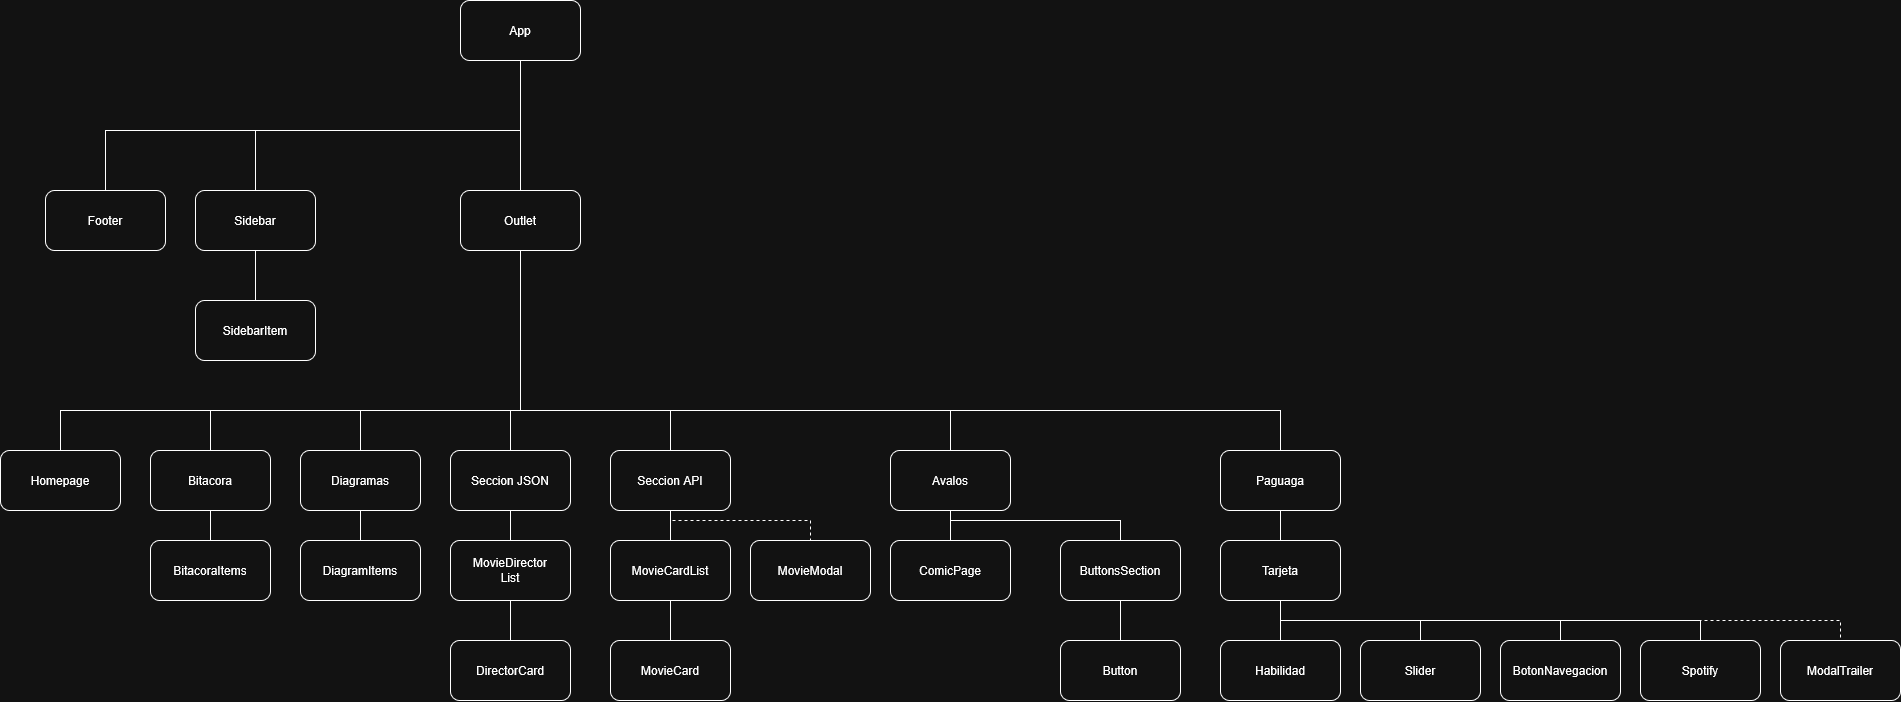 App
Footer
Sidebar
Outlet
SidebarItem
Homepage
Bitacora
Diagramas
Seccion JSON
Seccion API
Avalos
Paguaga
BitacoraItems
DiagramItems
MovieDirector
List
MovieCardList
MovieModal
ComicPage
ButtonsSection
Tarjeta
DirectorCard
MovieCard
Button
Habilidad
Slider
BotonNavegacion
Spotify
ModalTrailer